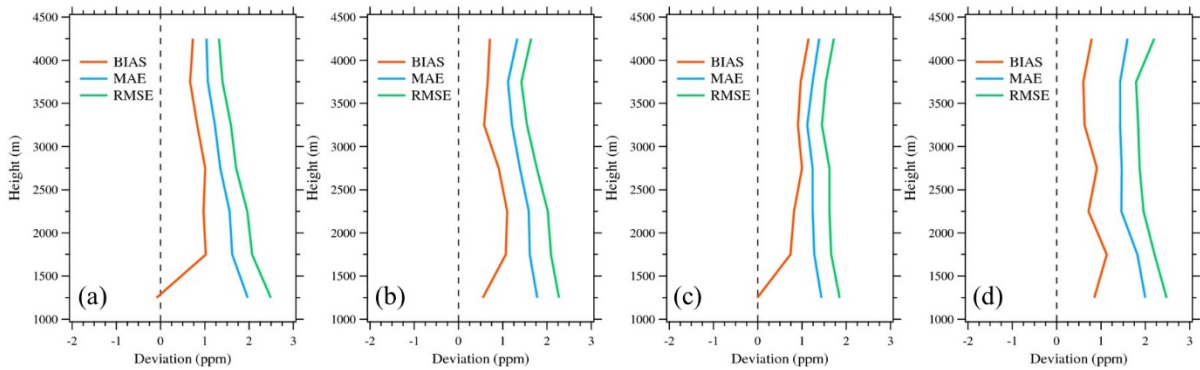 4500
4000
3500
3000
2500
2000
1500
1000
Height (m)
BIAS
MAE
RMSE
(a)
-2 -1 0 1 2 3
Deviation (ppm)
4500
4000
3500
3000
2500
2000
1500
1000
Height (m)
BIAS
MAE
RMSE
(b)
-2 -1 0 1 2 3
Deviation (ppm)
4500
4000
3500
3000
2500
2000
1500
1000
Height (m)
BIAS
MAE
RMSE
(c)
-2 -1 0 1 2 3
Deviation (ppm)
4500
4000
3500
3000
2500
2000
1500
1000
Height (m)
BIAS
MAE
RMSE
(d)
-2 -1 0 1 2 3
Deviation (ppm)